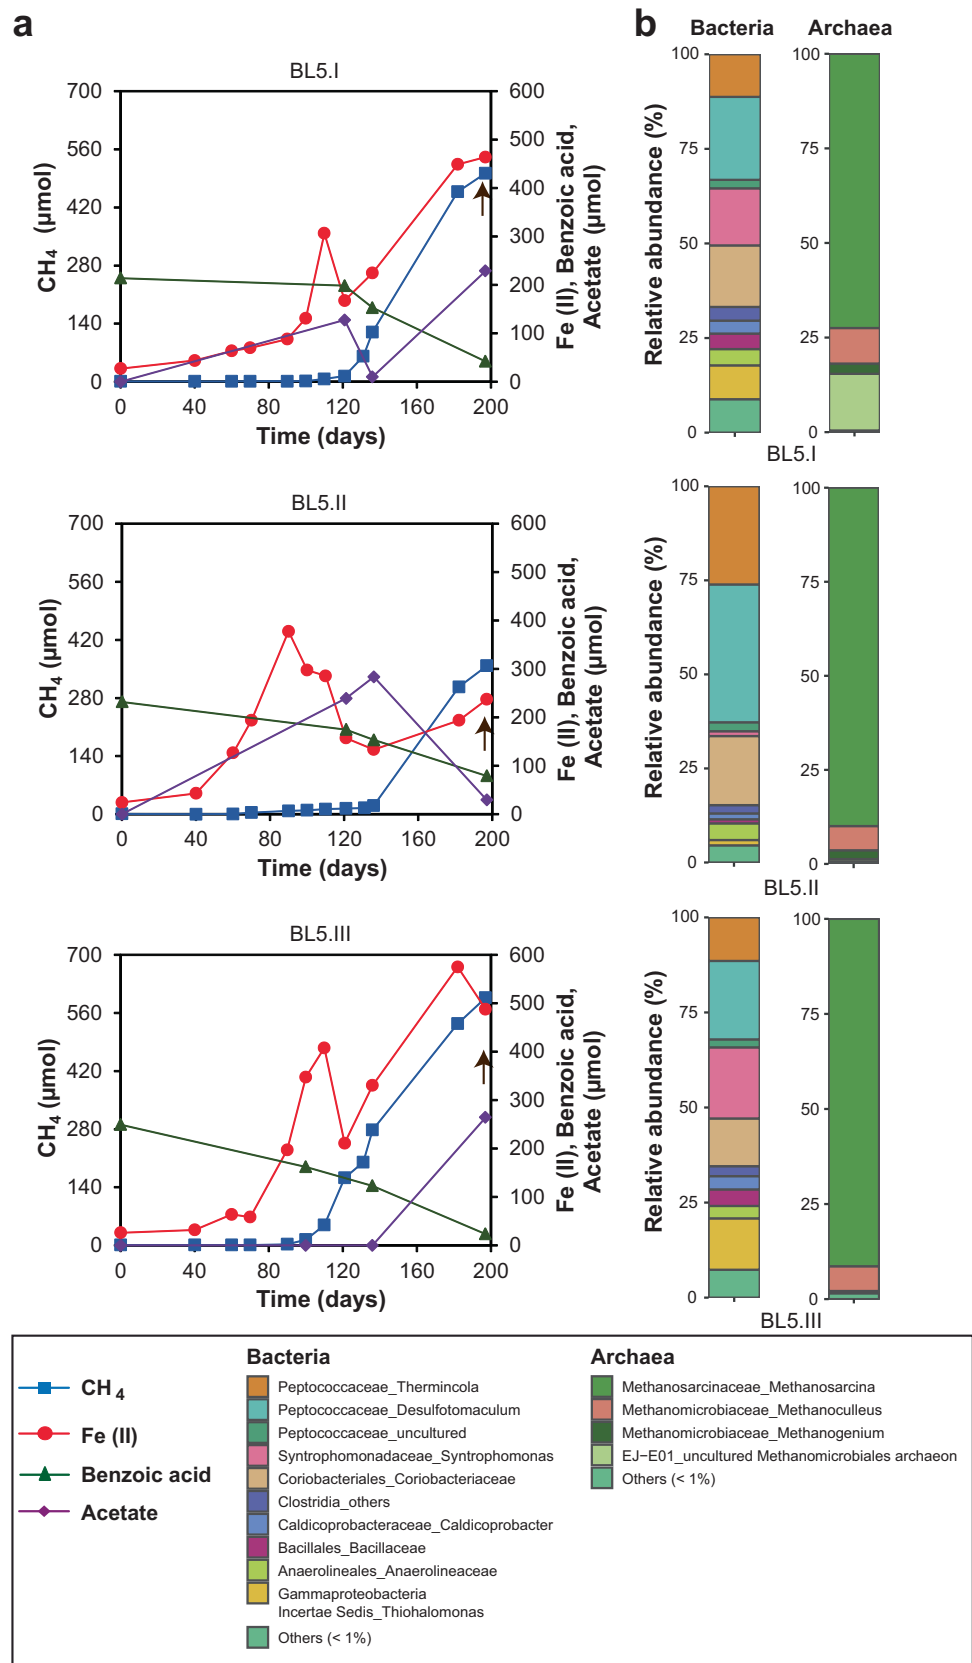 a
b
Bacteria
Archaea
BL5.I
700
560
420
280
140
0
CH4 (µmol)
600
500
400
300
200
100
0
Fe (II), Benzoic acid,
Acetate (µmol)
0 40 80 120 160 200
Time (days)
100
75
50
25
0
Relative abundance (%)
100
75
50
25
0
BL5.I
BL5.II
700
560
420
280
140
0
CH4 (µmol)
600
500
400
300
200
100
0
Fe (II), Benzoic acid,
Acetate (µmol)
0 40 80 120 160 200
Time (days)
100
75
50
25
0
Relative abundance (%)
100
75
50
25
0
BL5.II
BL5.III
700
560
420
280
140
0
CH4 (µmol)
600
500
400
300
200
100
0
Fe (II), Benzoic acid,
Acetate (µmol)
0 40 80 120 160 200
Time (days)
100
75
50
25
0
Relative abundance (%)
100
75
50
25
0
BL5.III
CH4
Fe (II)
Benzoic acid
Acetate
Bacteria
Peptococcaceae_Thermincola
Peptococcaceae_Desulfotomaculum
Peptococcaceae_uncultured
Syntrophomonadaceae_Syntrophomonas
Coriobacteriales_Coriobacteriaceae
Clostridia_others
Caldicoprobacteraceae_Caldicoprobacter
Bacillales_Bacillaceae
Anaerolineales_Anaerolineaceae
Gammaproteobacteria
Incertae Sedis_Thiohalomonas
Others (< 1%)
Archaea
Methanosarcinaceae_Methanosarcina
Methanomicrobiaceae_Methanoculleus
Methanomicrobiaceae_Methanogenium
EJ−E01_uncultured Methanomicrobiales archaeon
Others (< 1%)